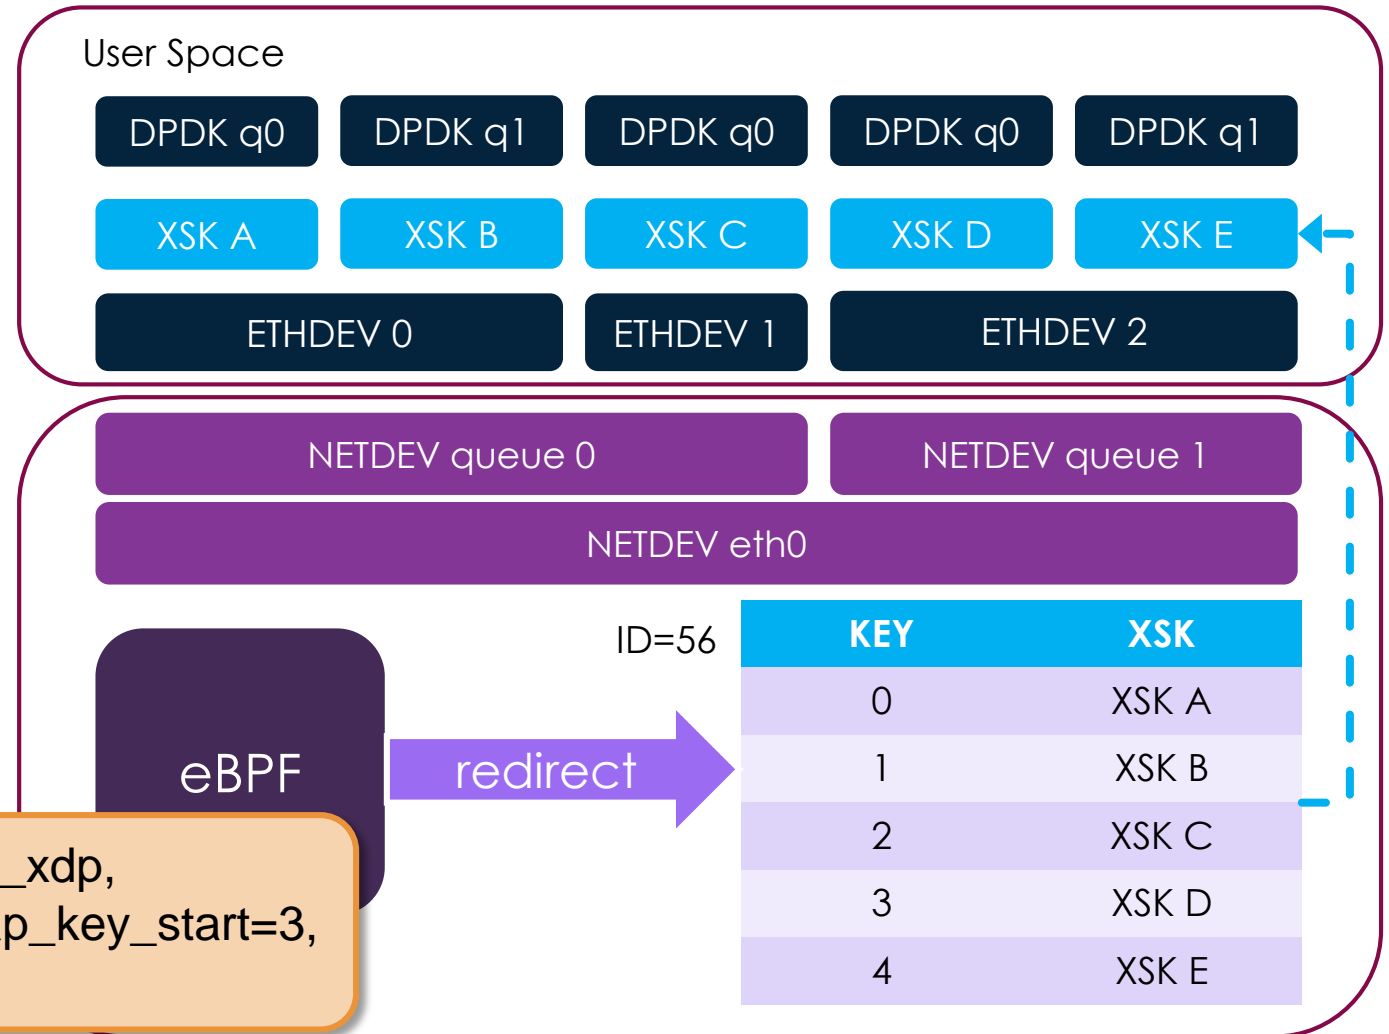 User Space
DPDK q0 DPDK q1 DPDK q0 DPDK q0 DPDK q1
XSK A XSK B XSK C XSK D XSK E
ETHDEV 0 ETHDEV 1 ETHDEV 2
NETDEV queue 0 NETDEV queue 1
NETDEV eth0
ID=56 KEY XSK
0 XSK A
eBPF redirect 1 XSK B
2 XSK C
3 XSK D
4 XSK E
_xdp,
p_key_start=3,